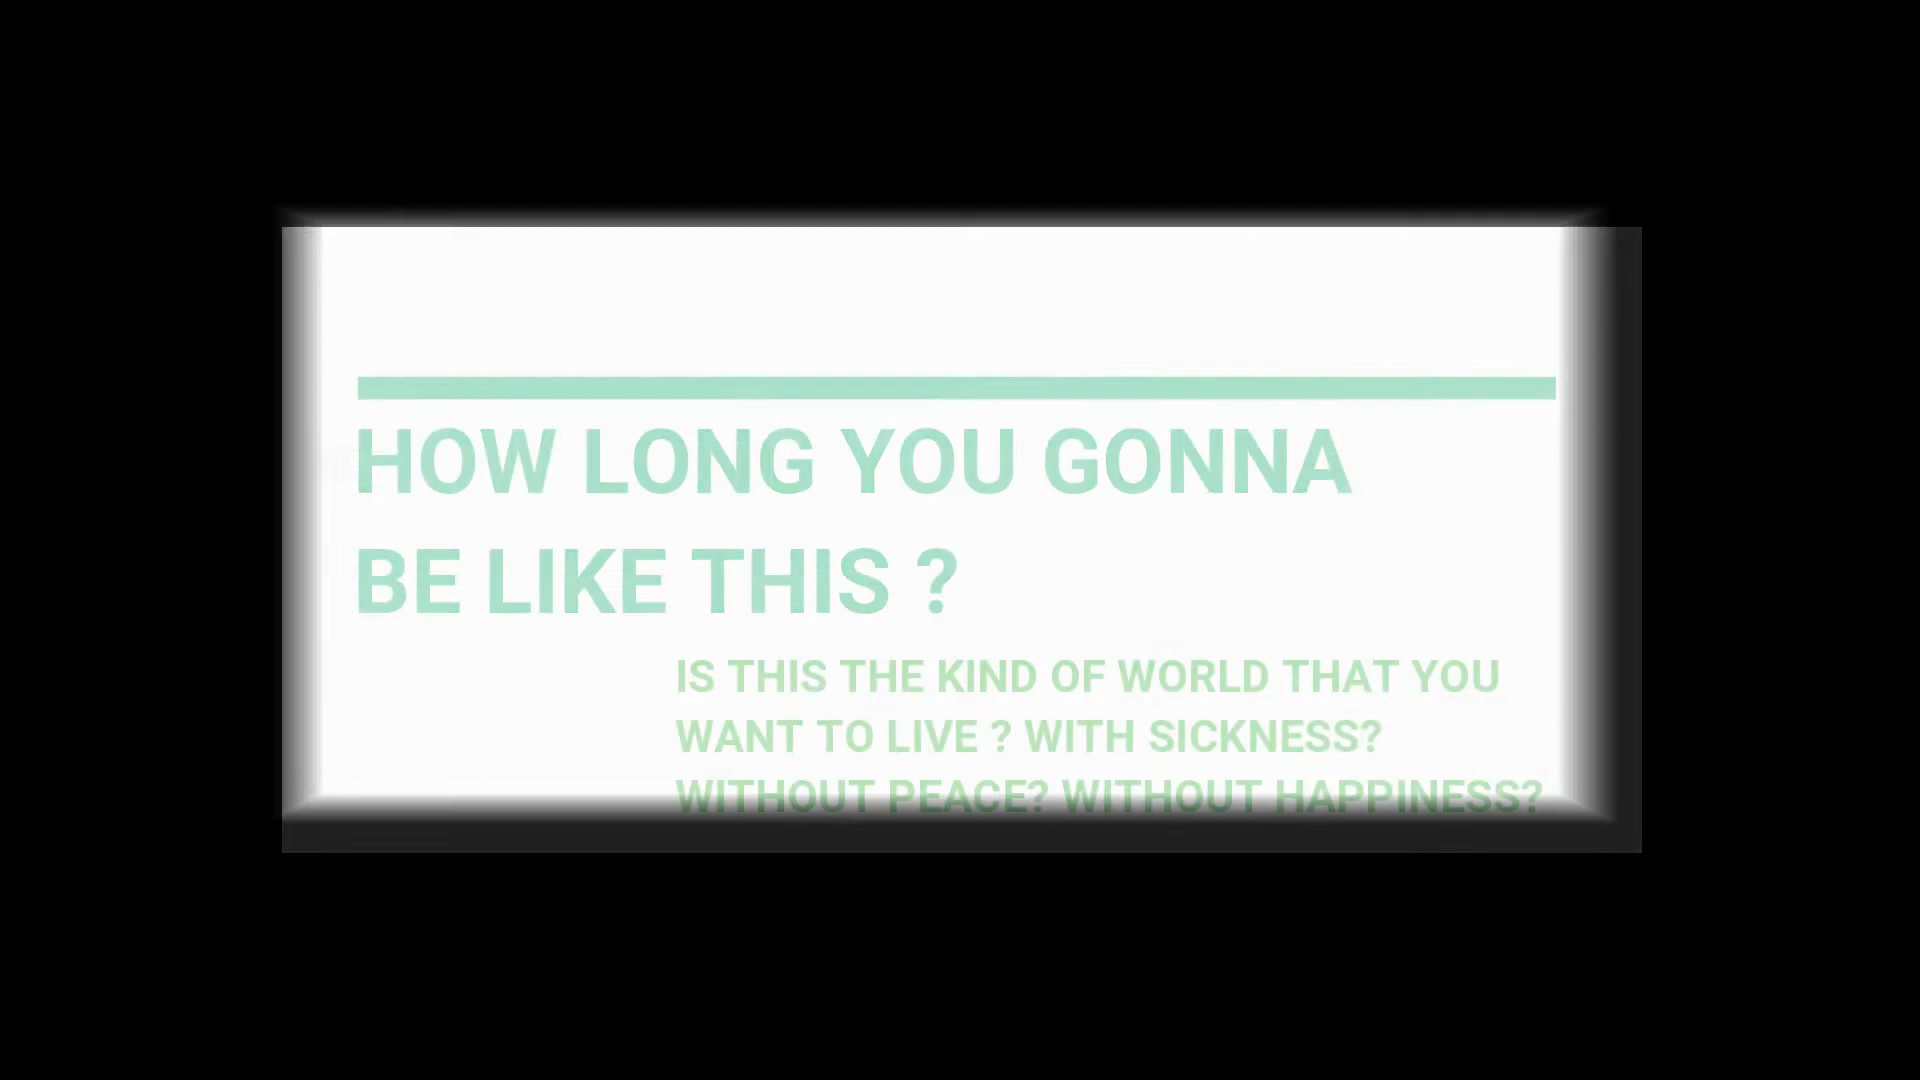 HOW LONG YOU GONNA
BE LIKE THIS ?
IS THIS THE KIND OF WORLD THAT YOU
WANT TO LIVE ? WITH SICKNESS?
WITHOUT PEACE? WITHOUT HAPPINESS?